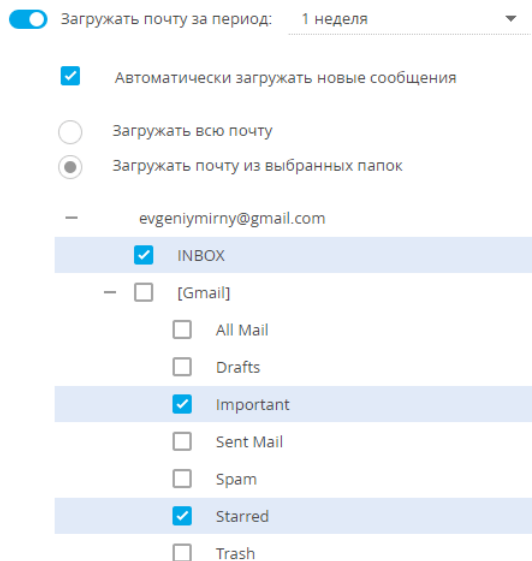 Загружать почту за период: 1 неделя
Автоматически загружать новые сообщения
Загружать всю почту
Загружать почту из выбранных папок
evgeniymirny@gmail.com
INBOX
[Gmail]
All Mail
Drafts
Important
Sent Mail
Spam
Starred
Trash